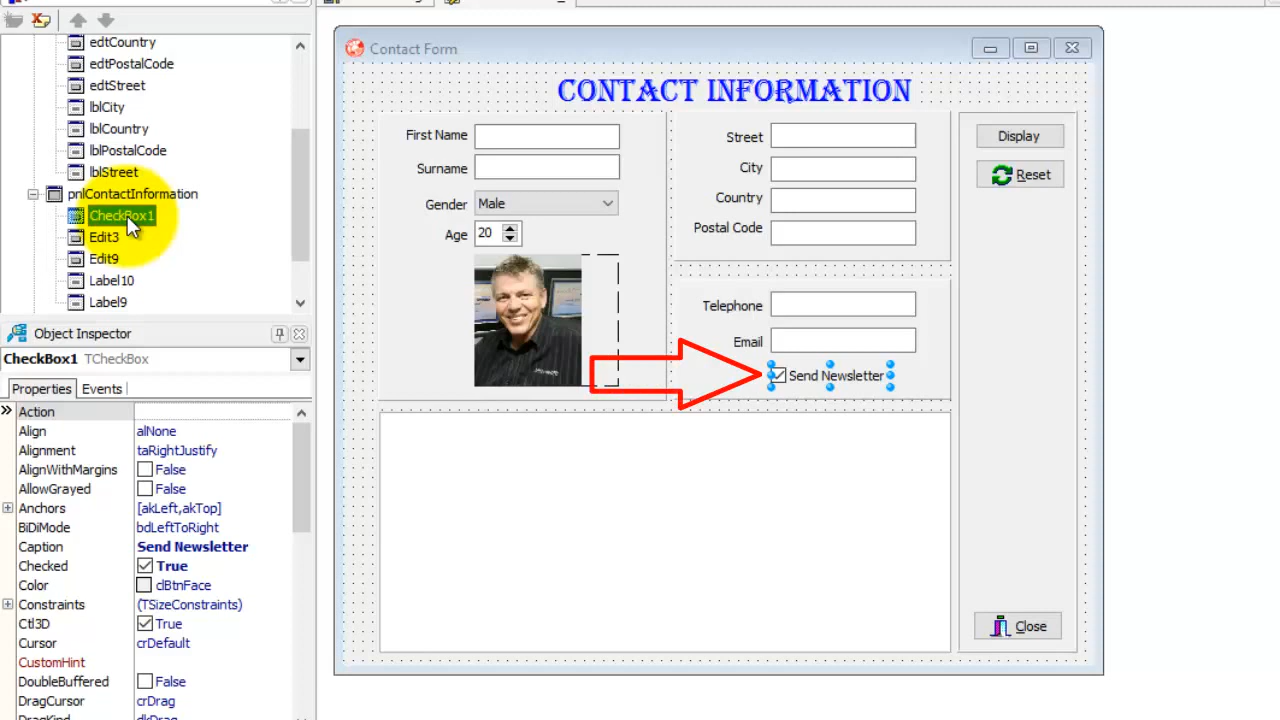 edtCountry
edtPostalCode
edtStreet
lblCity
lblCountry
lblPostalCode
lblStreet
pnlContactInformation
CheckBox1
Edit3
Edit9
Label10
Label9
Object Inspector
CheckBox1 TCheckBox
Properties Events
Action
Align alNone
Alignment taRightJustify
AlignWithMargins False
AllowGrayed False
Anchors [akLeft,akTop]
BiDiMode bdLeftToRight
Caption Send Newsletter
Checked True
Color clBtnFace
Constraints (TSizeConstraints)
Ctl3D True
Cursor crDefault
CustomHint
DoubleBuffered False
DragCursor crDrag
DragKind dkDrag
Contact Form
CONTACT INFORMATION
First Name
Surname
Gender Male
Age 20
Street
City
Country
Postal Code
Telephone
Email
Send Newsletter
Display
Reset
Close